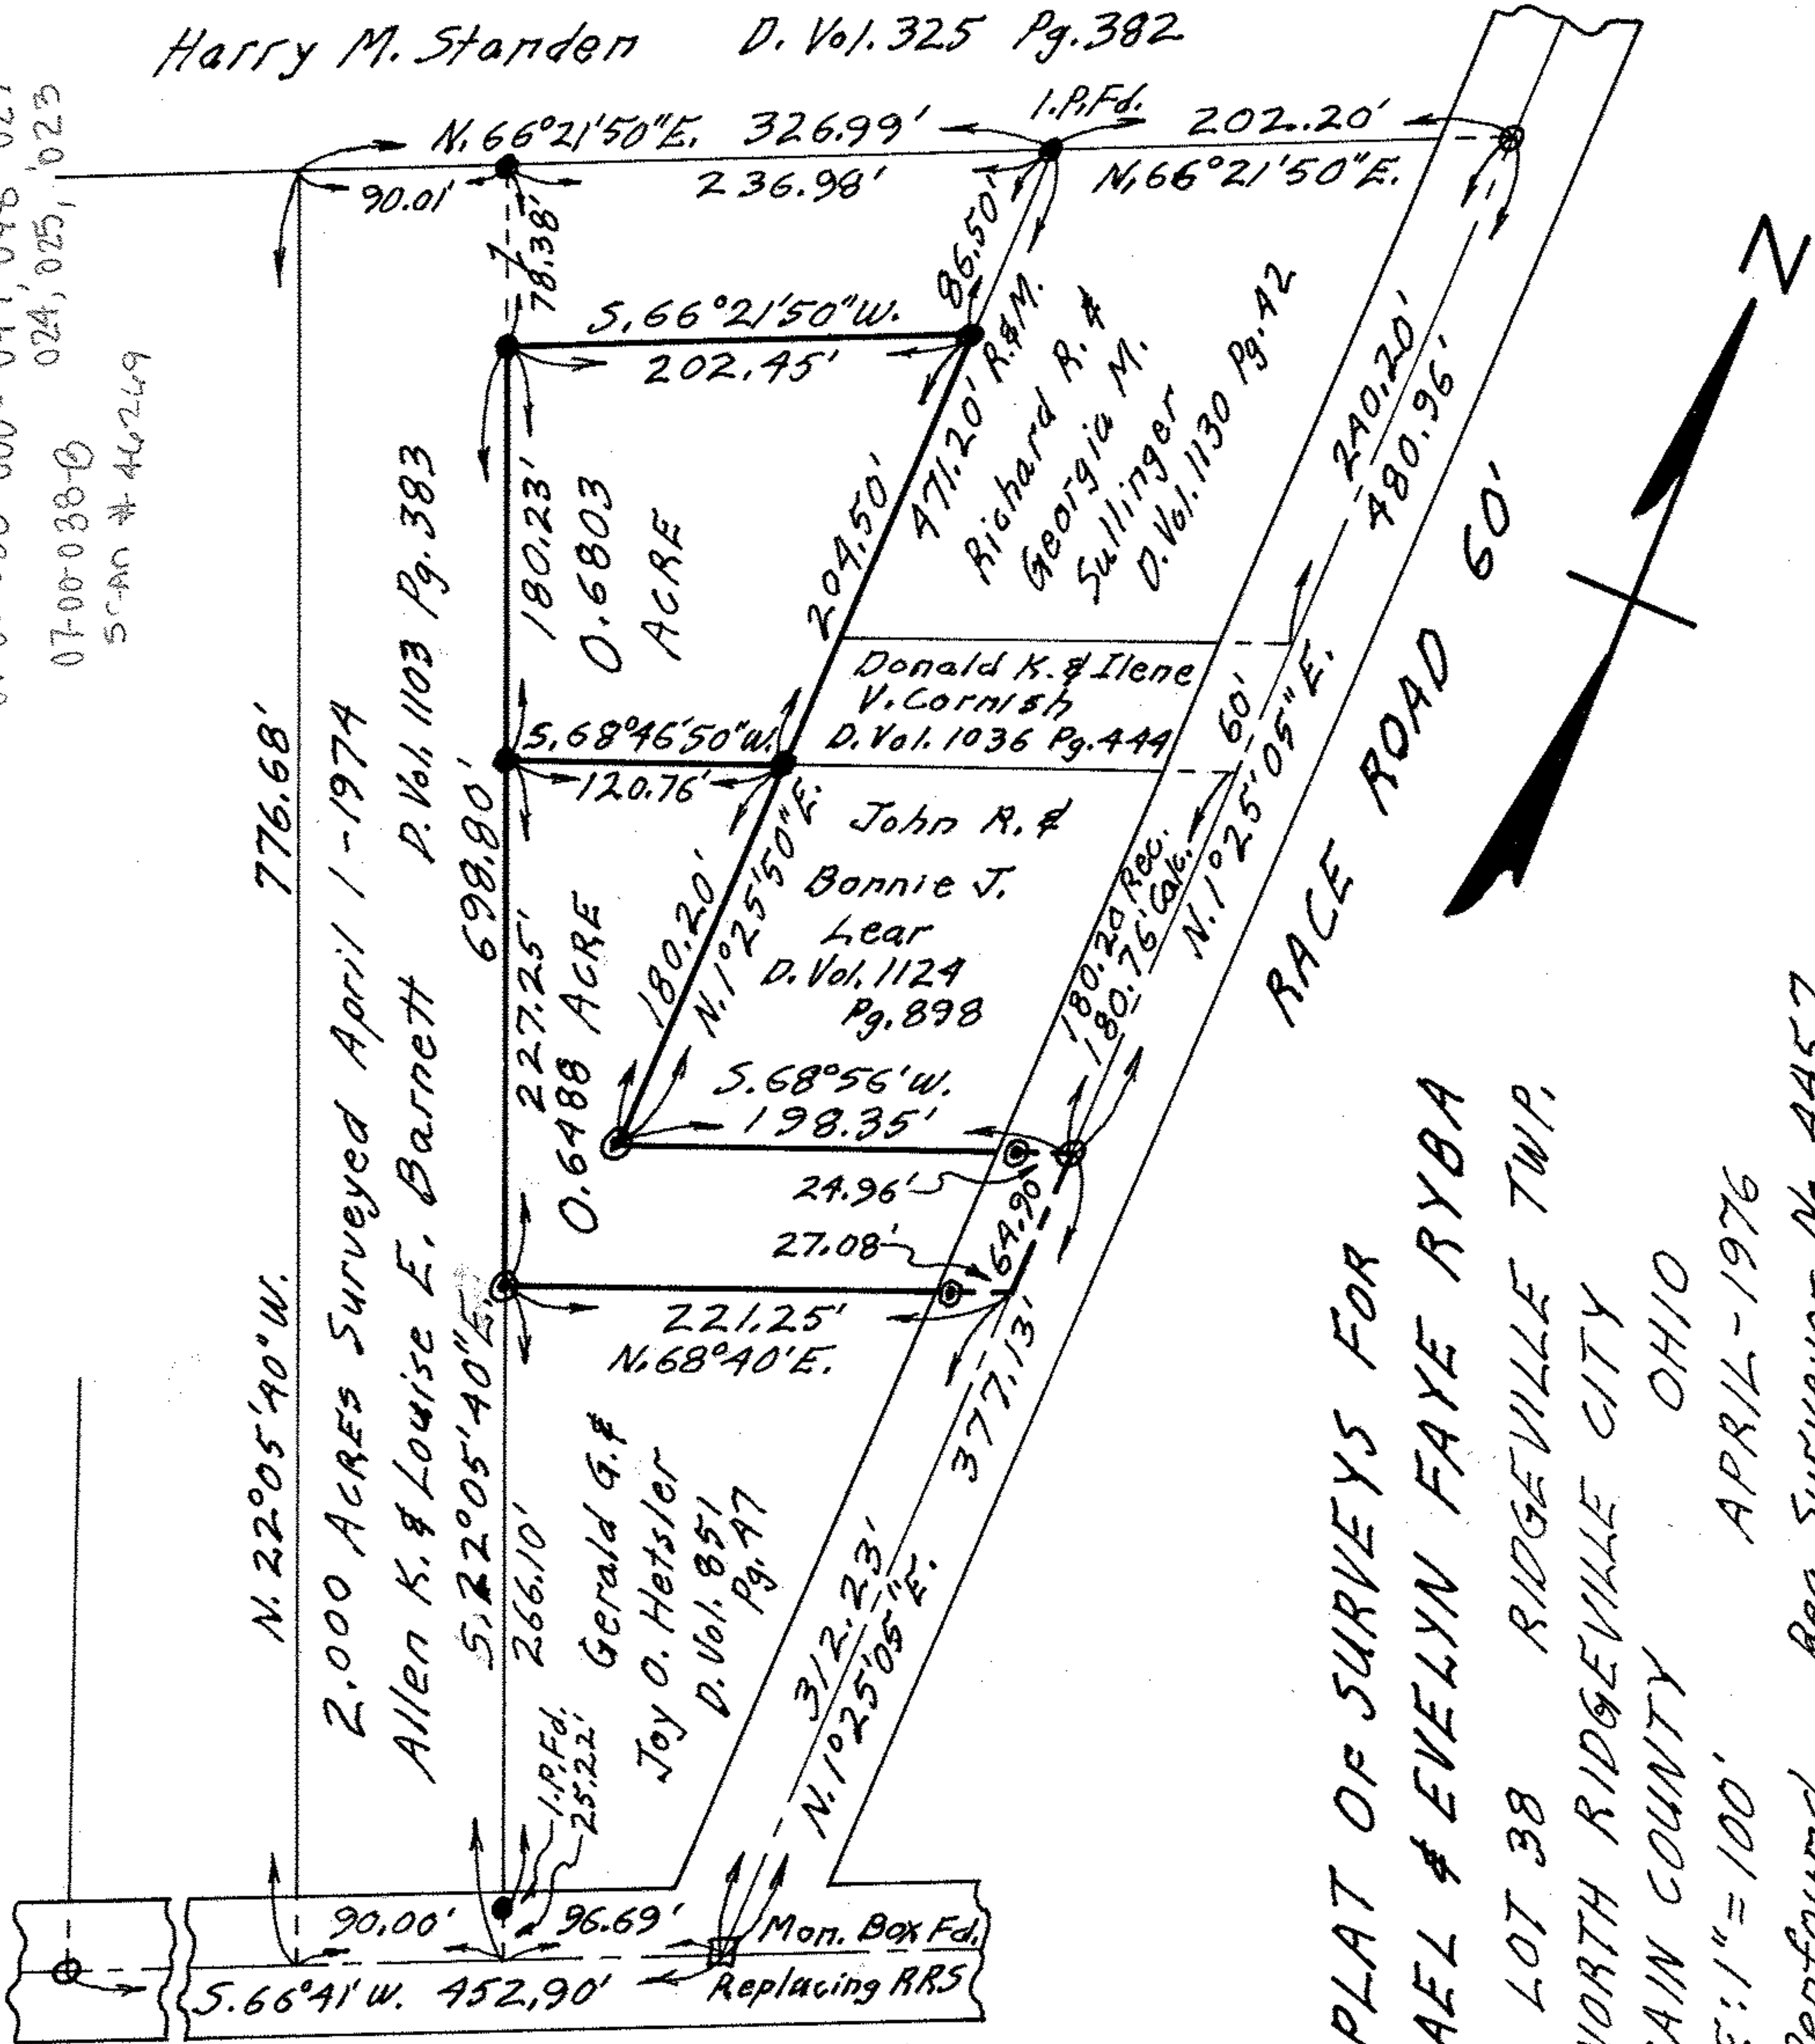 Harry M. Standen D. Vol. 325 Pg. 382
024, 025, 023
07-00-038-B
I.P. Fd.
N. 66°21'50"E. 326.99'
202.20'
90.01'
236.98'
N. 66°21'50"E.
78.38'
86.50'
S. 66°21'50"W.
202.45'
471.20' R.&M.
Richard R. &
Georgia M.
Sullinger
D. Vol. 1130 Pg. 42
240.20'
480.96'
N
180.23'
0.6803
ACRE
204.50'
RACE ROAD 60'
Donald K. & Ilene
V. Cornish
D. Vol. 1036 Pg. 444
60'
N. 1°25'05"E.
S. 68°46'50"W.
120.76'
776.68'
N. 22°05'40"W.
2.000 ACRES Surveyed April 1-1974
Allen K. & Louise E. Barnett D. Vol. 1103 Pg. 383
S. 22°05'40"E. 698.80'
227.25'
0.6488 ACRE
180.20'
N. 1°25'50"E.
John R. &
Bonnie J.
Lear
D. Vol. 1124
Pg. 898
180.20 Rec.
180.76' Calc.
S. 68°56'W.
198.35'
24.96'
64.90'
27.08'
221.25'
N. 68°40'E.
377.13'
266.10'
Gerald G. &
Joy O. Hetsler
D. Vol. 851
Pg. 47
312.23'
N. 1°25'05"E.
I.P. Fd.
25.22'
90.00'
96.69'
Mon. Box Fd.
S. 66°41'W. 452.90'
Replacing RRS
PLAT OF SURVEYS FOR
AEL & EVELYN FAYE RYBA
LOT 38 RIDGEVILLE TWP.
NORTH RIDGEVILLE CITY
AIN COUNTY OHIO
E: 1" = 100' APRIL-1976
Reg. Surveyor No. 4457